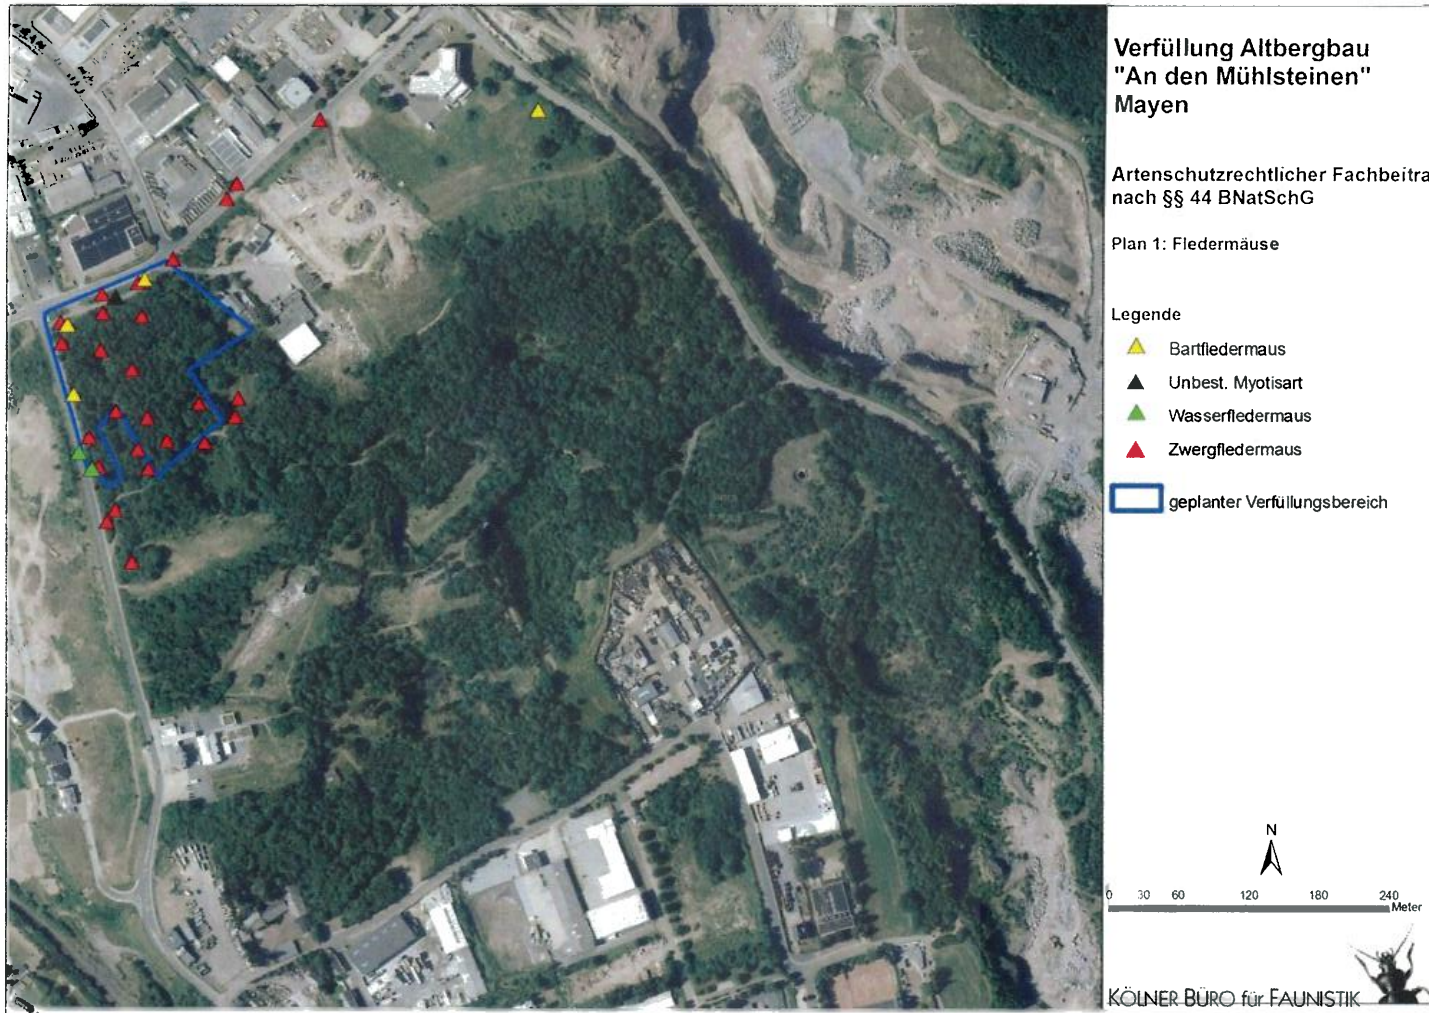 Verfüllung Altbergbau
"An den Mühlsteinen"
Mayen
Artenschutzrechtlicher Fachbeitra
nach §§ 44 BNatSchG
Plan 1: Fledermäuse
Legende
Bartfledermaus
Unbest. Myotisart
Wasserfledermaus
Zwergfledermaus
geplanter Verfüllungsbereich
N
0 30 60 120 180 240
Meter
KÖLNER BÜRO für FAUNISTIK